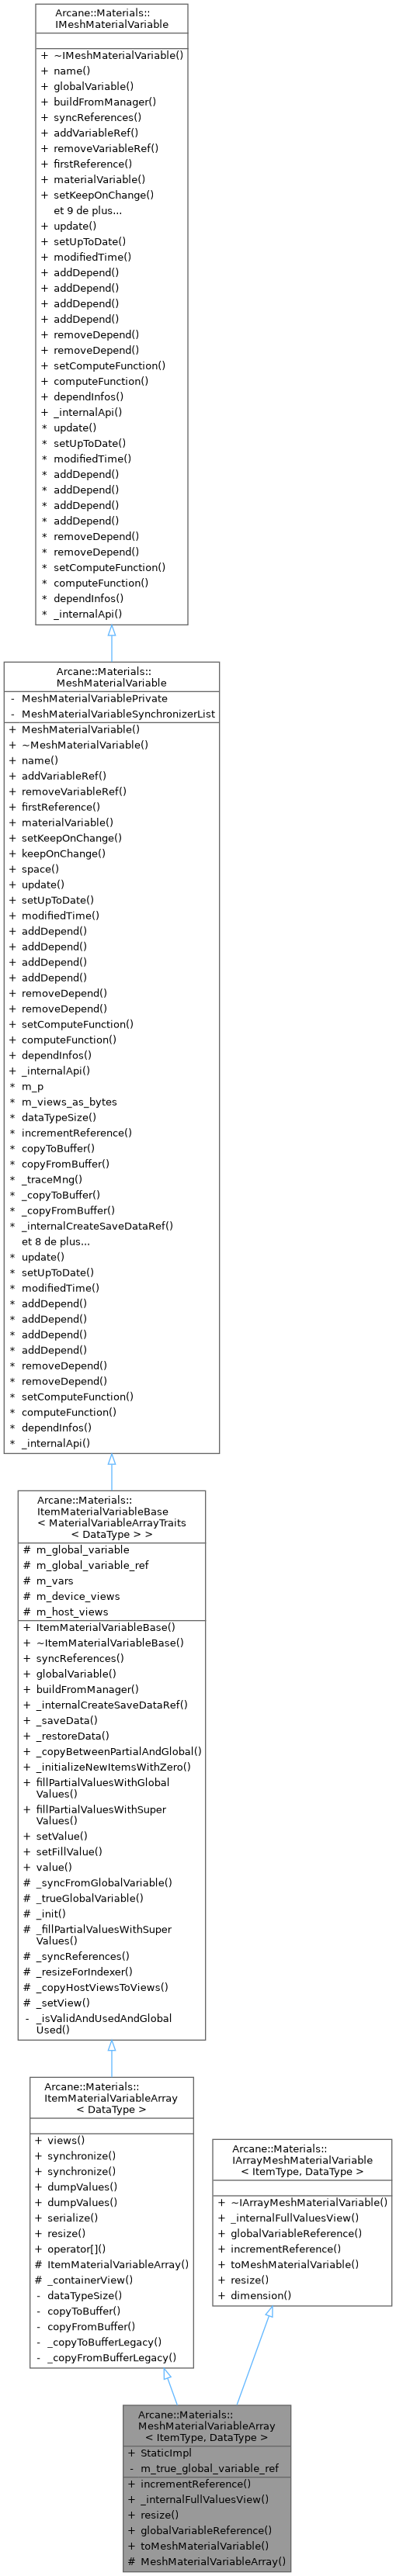 Arcane::Materials::
IMeshMaterialVariable
+ ~IMeshMaterialVariable()
+ name()
+ globalVariable()
+ buildFromManager()
+ syncReferences()
+ addVariableRef()
+ removeVariableRef()
+ firstReference()
+ materialVariable()
+ setKeepOnChange()
et 9 de plus...
+ update()
+ setUpToDate()
+ modifiedTime()
+ addDepend()
+ addDepend()
+ addDepend()
+ addDepend()
+ removeDepend()
+ removeDepend()
+ setComputeFunction()
+ computeFunction()
+ dependInfos()
+ _internalApi()
* update()
* setUpToDate()
* modifiedTime()
* addDepend()
* addDepend()
* addDepend()
* addDepend()
* removeDepend()
* removeDepend()
* setComputeFunction()
* computeFunction()
* dependInfos()
* _internalApi()
Arcane::Materials::
MeshMaterialVariable
- MeshMaterialVariablePrivate
- MeshMaterialVariableSynchronizerList
+ MeshMaterialVariable()
+ ~MeshMaterialVariable()
+ name()
+ addVariableRef()
+ removeVariableRef()
+ firstReference()
+ materialVariable()
+ setKeepOnChange()
+ keepOnChange()
+ space()
+ update()
+ setUpToDate()
+ modifiedTime()
+ addDepend()
+ addDepend()
+ addDepend()
+ addDepend()
+ removeDepend()
+ removeDepend()
+ setComputeFunction()
+ computeFunction()
+ dependInfos()
+ _internalApi()
* m_p
* m_views_as_bytes
* dataTypeSize()
* incrementReference()
* copyToBuffer()
* copyFromBuffer()
* _traceMng()
* _copyToBuffer()
* _copyFromBuffer()
* _internalCreateSaveDataRef()
et 8 de plus...
* update()
* setUpToDate()
* modifiedTime()
* addDepend()
* addDepend()
* addDepend()
* addDepend()
* removeDepend()
* removeDepend()
* setComputeFunction()
* computeFunction()
* dependInfos()
* _internalApi()
Arcane::Materials::
ItemMaterialVariableBase
< MaterialVariableArrayTraits
< DataType > >
# m_global_variable
# m_global_variable_ref
# m_vars
# m_device_views
# m_host_views
+ ItemMaterialVariableBase()
+ ~ItemMaterialVariableBase()
+ syncReferences()
+ globalVariable()
+ buildFromManager()
+ _internalCreateSaveDataRef()
+ _saveData()
+ _restoreData()
+ _copyBetweenPartialAndGlobal()
+ _initializeNewItemsWithZero()
+ fillPartialValuesWithGlobal
Values()
+ fillPartialValuesWithSuper
Values()
+ setValue()
+ setFillValue()
+ value()
# _syncFromGlobalVariable()
# _trueGlobalVariable()
# _init()
# _fillPartialValuesWithSuper
Values()
# _syncReferences()
# _resizeForIndexer()
# _copyHostViewsToViews()
# _setView()
- _isValidAndUsedAndGlobal
Used()
Arcane::Materials::
ItemMaterialVariableArray
< DataType >
+ views()
+ synchronize()
+ synchronize()
+ dumpValues()
+ dumpValues()
+ serialize()
+ resize()
+ operator[]()
# ItemMaterialVariableArray()
# _containerView()
- dataTypeSize()
- copyToBuffer()
- copyFromBuffer()
- _copyToBufferLegacy()
- _copyFromBufferLegacy()
Arcane::Materials::
IArrayMeshMaterialVariable
< ItemType, DataType >
+ ~IArrayMeshMaterialVariable()
+ _internalFullValuesView()
+ globalVariableReference()
+ incrementReference()
+ toMeshMaterialVariable()
+ resize()
+ dimension()
Arcane::Materials::
MeshMaterialVariableArray
< ItemType, DataType >
+ StaticImpl
- m_true_global_variable_ref
+ incrementReference()
+ _internalFullValuesView()
+ resize()
+ globalVariableReference()
+ toMeshMaterialVariable()
# MeshMaterialVariableArray()